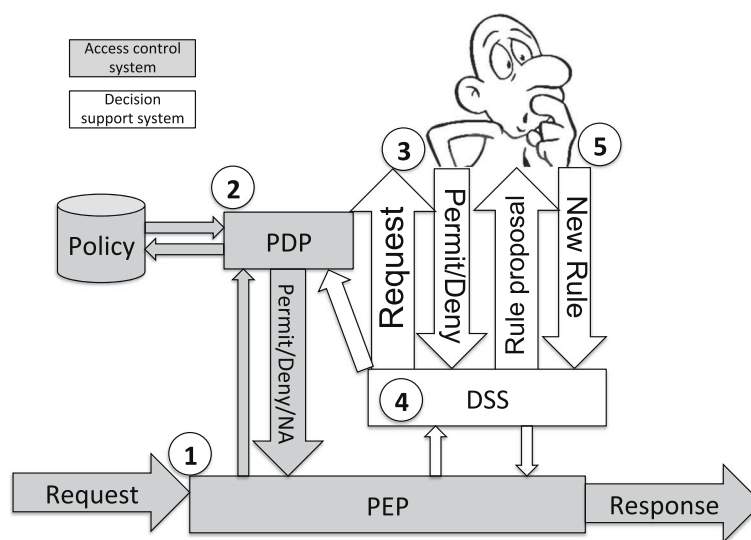 Access control
system
Decision
support system
3
5
2
Policy
PDP
Request
Permit/Deny
Rule proposal
New Rule
Permit/Deny/NA
4
DSS
1
Request
PEP
Response